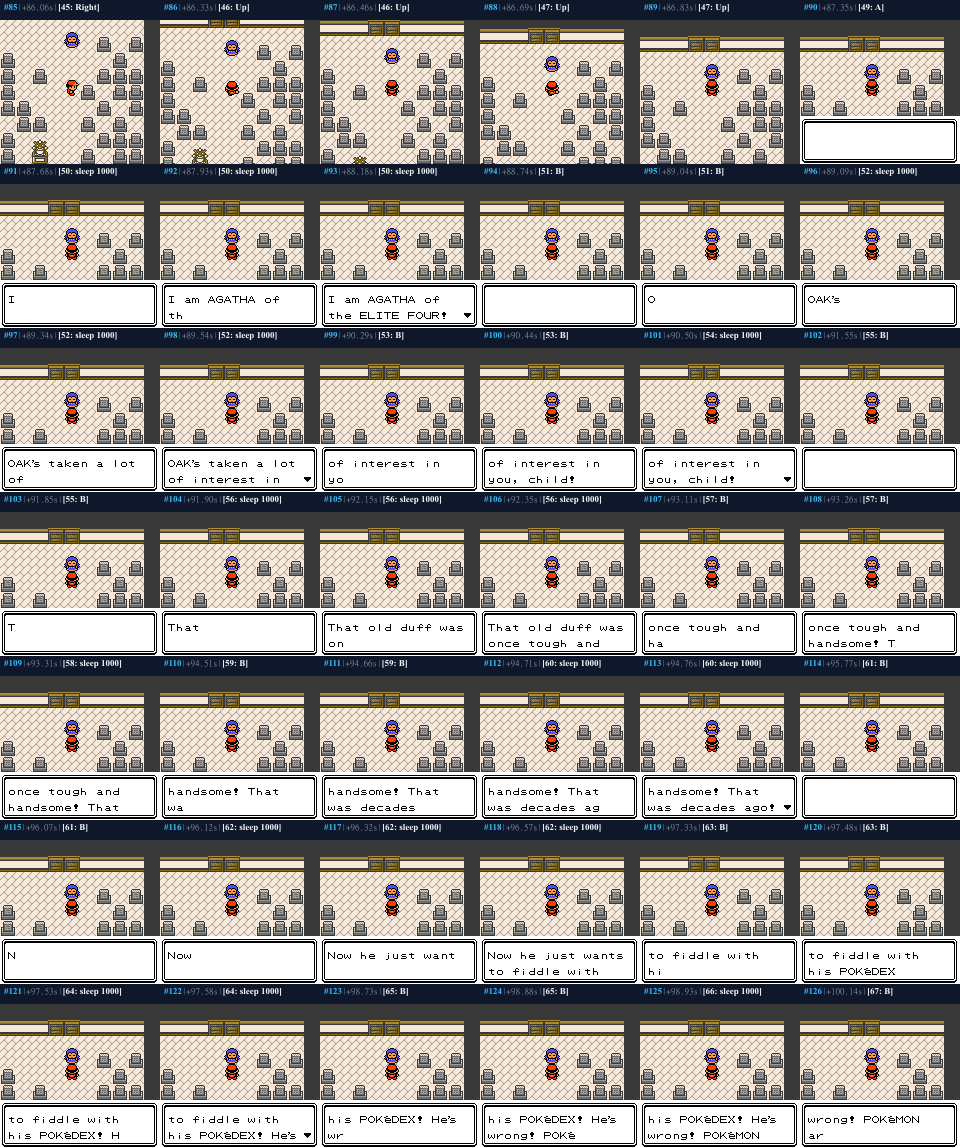 #85|+86.06s| [45: Right]
#86|+86.33s| [46: Up]
#87|+86.46s| [46: Up]
#88|+86.69s| [47: Up]
#89|+86.83s| [47: Up]
#90|+87.35s| [49: A]
#91|+87.68s| [50: sleep 1000]
#92|+87.93s| [50: sleep 1000]
#93|+88.18s| [50: sleep 1000]
#94|+88.74s| [51: B]
#95|+89.04s| [51: B]
#96|+89.09s| [52: sleep 1000]
I
I am AGATHA of
th
I am AGATHA of
the ELITE FOUR!
O
OAK's
#97|+89.34s| [52: sleep 1000]
#98|+89.54s| [52: sleep 1000]
#99|+90.29s| [53: B]
#100|+90.44s| [53: B]
#101|+90.50s| [54: sleep 1000]
#102|+91.55s| [55: B]
OAK's taken a lot
of
OAK's taken a lot
of interest in
of interest in
yo
of interest in
you, child!
of interest in
you, child!
#103|+91.85s| [55: B]
#104|+91.90s| [56: sleep 1000]
#105|+92.15s| [56: sleep 1000]
#106|+92.35s| [56: sleep 1000]
#107|+93.11s| [57: B]
#108|+93.26s| [57: B]
T
That
That old duff was
on
That old duff was
once tough and
once tough and
ha
once tough and
handsome! T
#109|+93.31s| [58: sleep 1000]
#110|+94.51s| [59: B]
#111|+94.66s| [59: B]
#112|+94.71s| [60: sleep 1000]
#113|+94.76s| [60: sleep 1000]
#114|+95.77s| [61: B]
once tough and
handsome! That
handsome! That
wa
handsome! That
was decades
handsome! That
was decades ag
handsome! That
was decades ago!
#115|+96.07s| [61: B]
#116|+96.12s| [62: sleep 1000]
#117|+96.32s| [62: sleep 1000]
#118|+96.57s| [62: sleep 1000]
#119|+97.33s| [63: B]
#120|+97.48s| [63: B]
N
Now
Now he just want
Now he just wants
to fiddle with
to fiddle with
hi
to fiddle with
his POKéDEX
#121|+97.53s| [64: sleep 1000]
#122|+97.58s| [64: sleep 1000]
#123|+98.73s| [65: B]
#124|+98.88s| [65: B]
#125|+98.93s| [66: sleep 1000]
#126|+100.14s| [67: B]
to fiddle with
his POKéDEX! H
to fiddle with
his POKéDEX! He's
his POKéDEX! He's
wr
his POKéDEX! He's
wrong! POKé
his POKéDEX! He's
wrong! POKéMON
wrong! POKéMON
ar